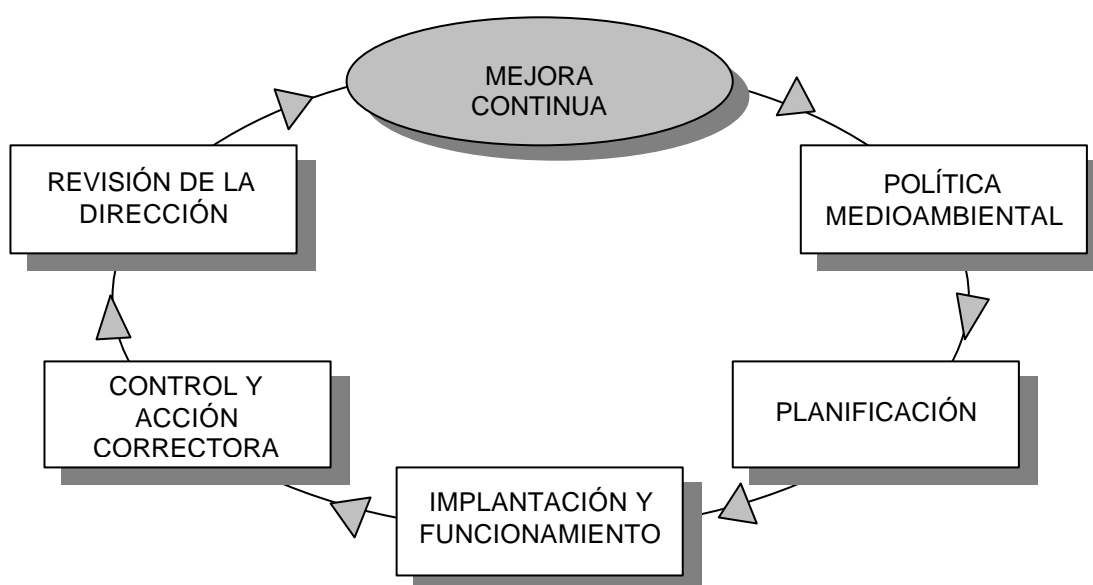 MEJORA
CONTINUA
REVISIÓN DE LA
DIRECCIÓN
POLÍTICA
MEDIOAMBIENTAL
CONTROL Y
ACCIÓN
CORRECTORA
PLANIFICACIÓN
IMPLANTACIÓN Y
FUNCIONAMIENTO